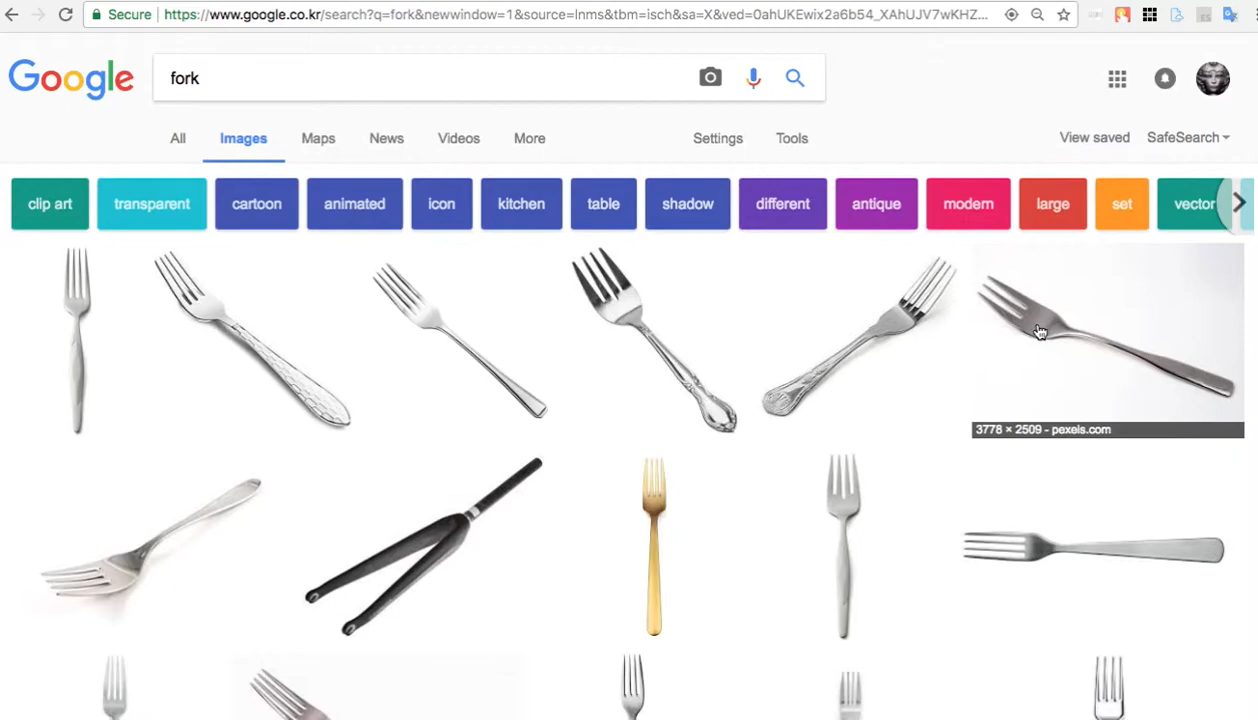 Secure https://www.google.co.kr/search?q=fork&newwindow=1&source=lnms&tbm=isch&sa=X&ved=0ahUKEwix2a6b54_XAhUJV7wKHZ...
Google fork
All Images Maps News Videos More Settings Tools View saved SafeSearch
clip art transparent cartoon animated icon kitchen table shadow different antique modern large set vector
3778 × 2509 - pexels.com